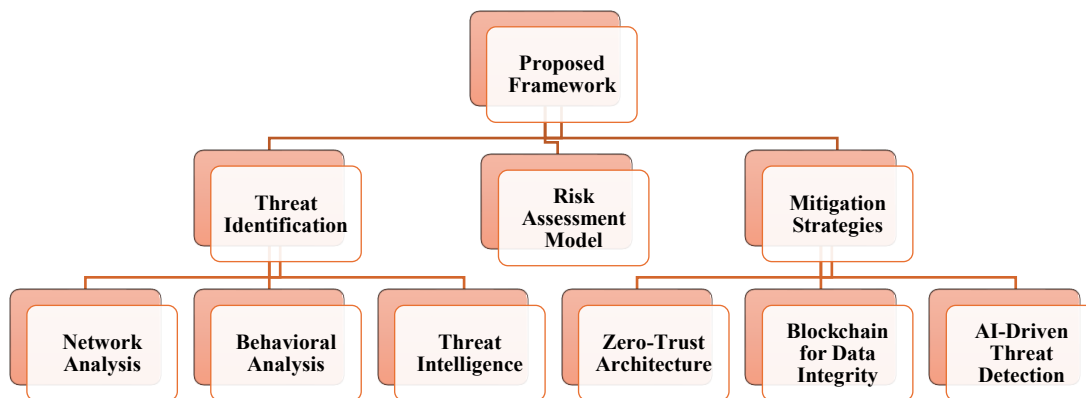 Proposed
Framework
Threat
Identification
Risk
Assessment
Model
Mitigation
Strategies
Network
Analysis
Behavioral
Analysis
Threat
Intelligence
Zero-Trust
Architecture
Blockchain
for Data
Integrity
AI-Driven
Threat
Detection